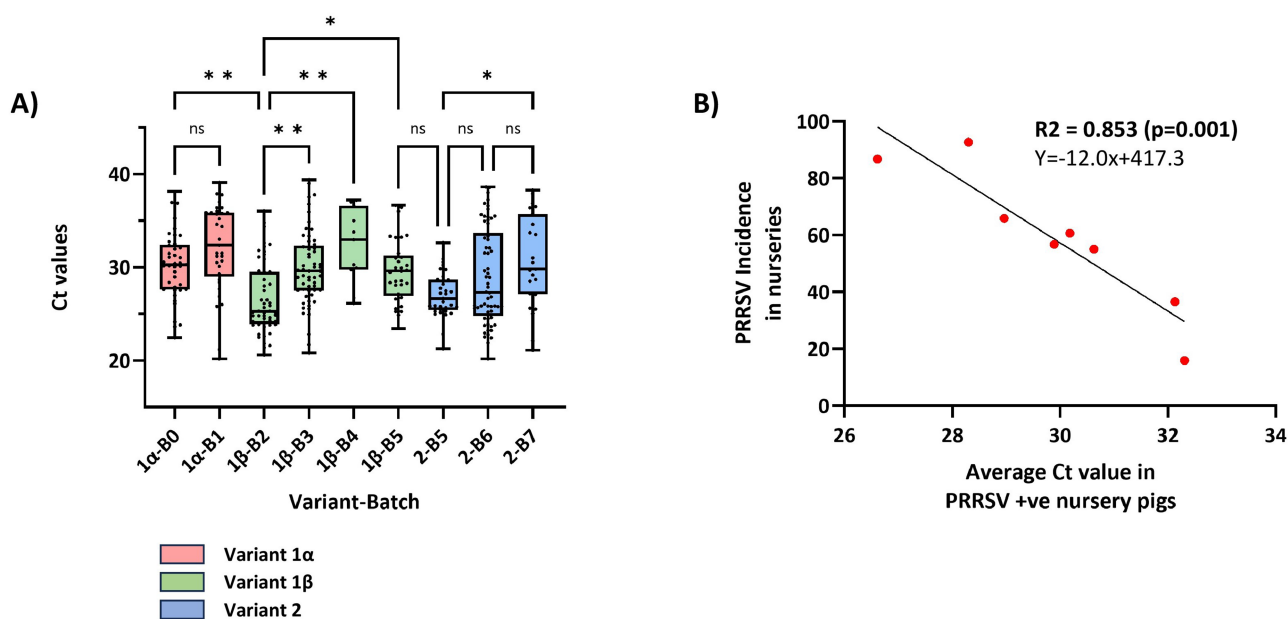 A)
*
* *
* *
*
ns
* *
ns
ns
ns
Ct values
40
30
20
1α-B0
1α-B1
1β-B2
1β-B3
1β-B4
1β-B5
2-B5
2-B6
2-B7
Variant-Batch
Variant 1α
Variant 1β
Variant 2
B)
R2 = 0.853 (p=0.001)
Y=-12.0x+417.3
PRRSV Incidence
in nurseries
100
80
60
40
20
0
26
28
30
32
34
Average Ct value in
PRRSV +ve nursery pigs